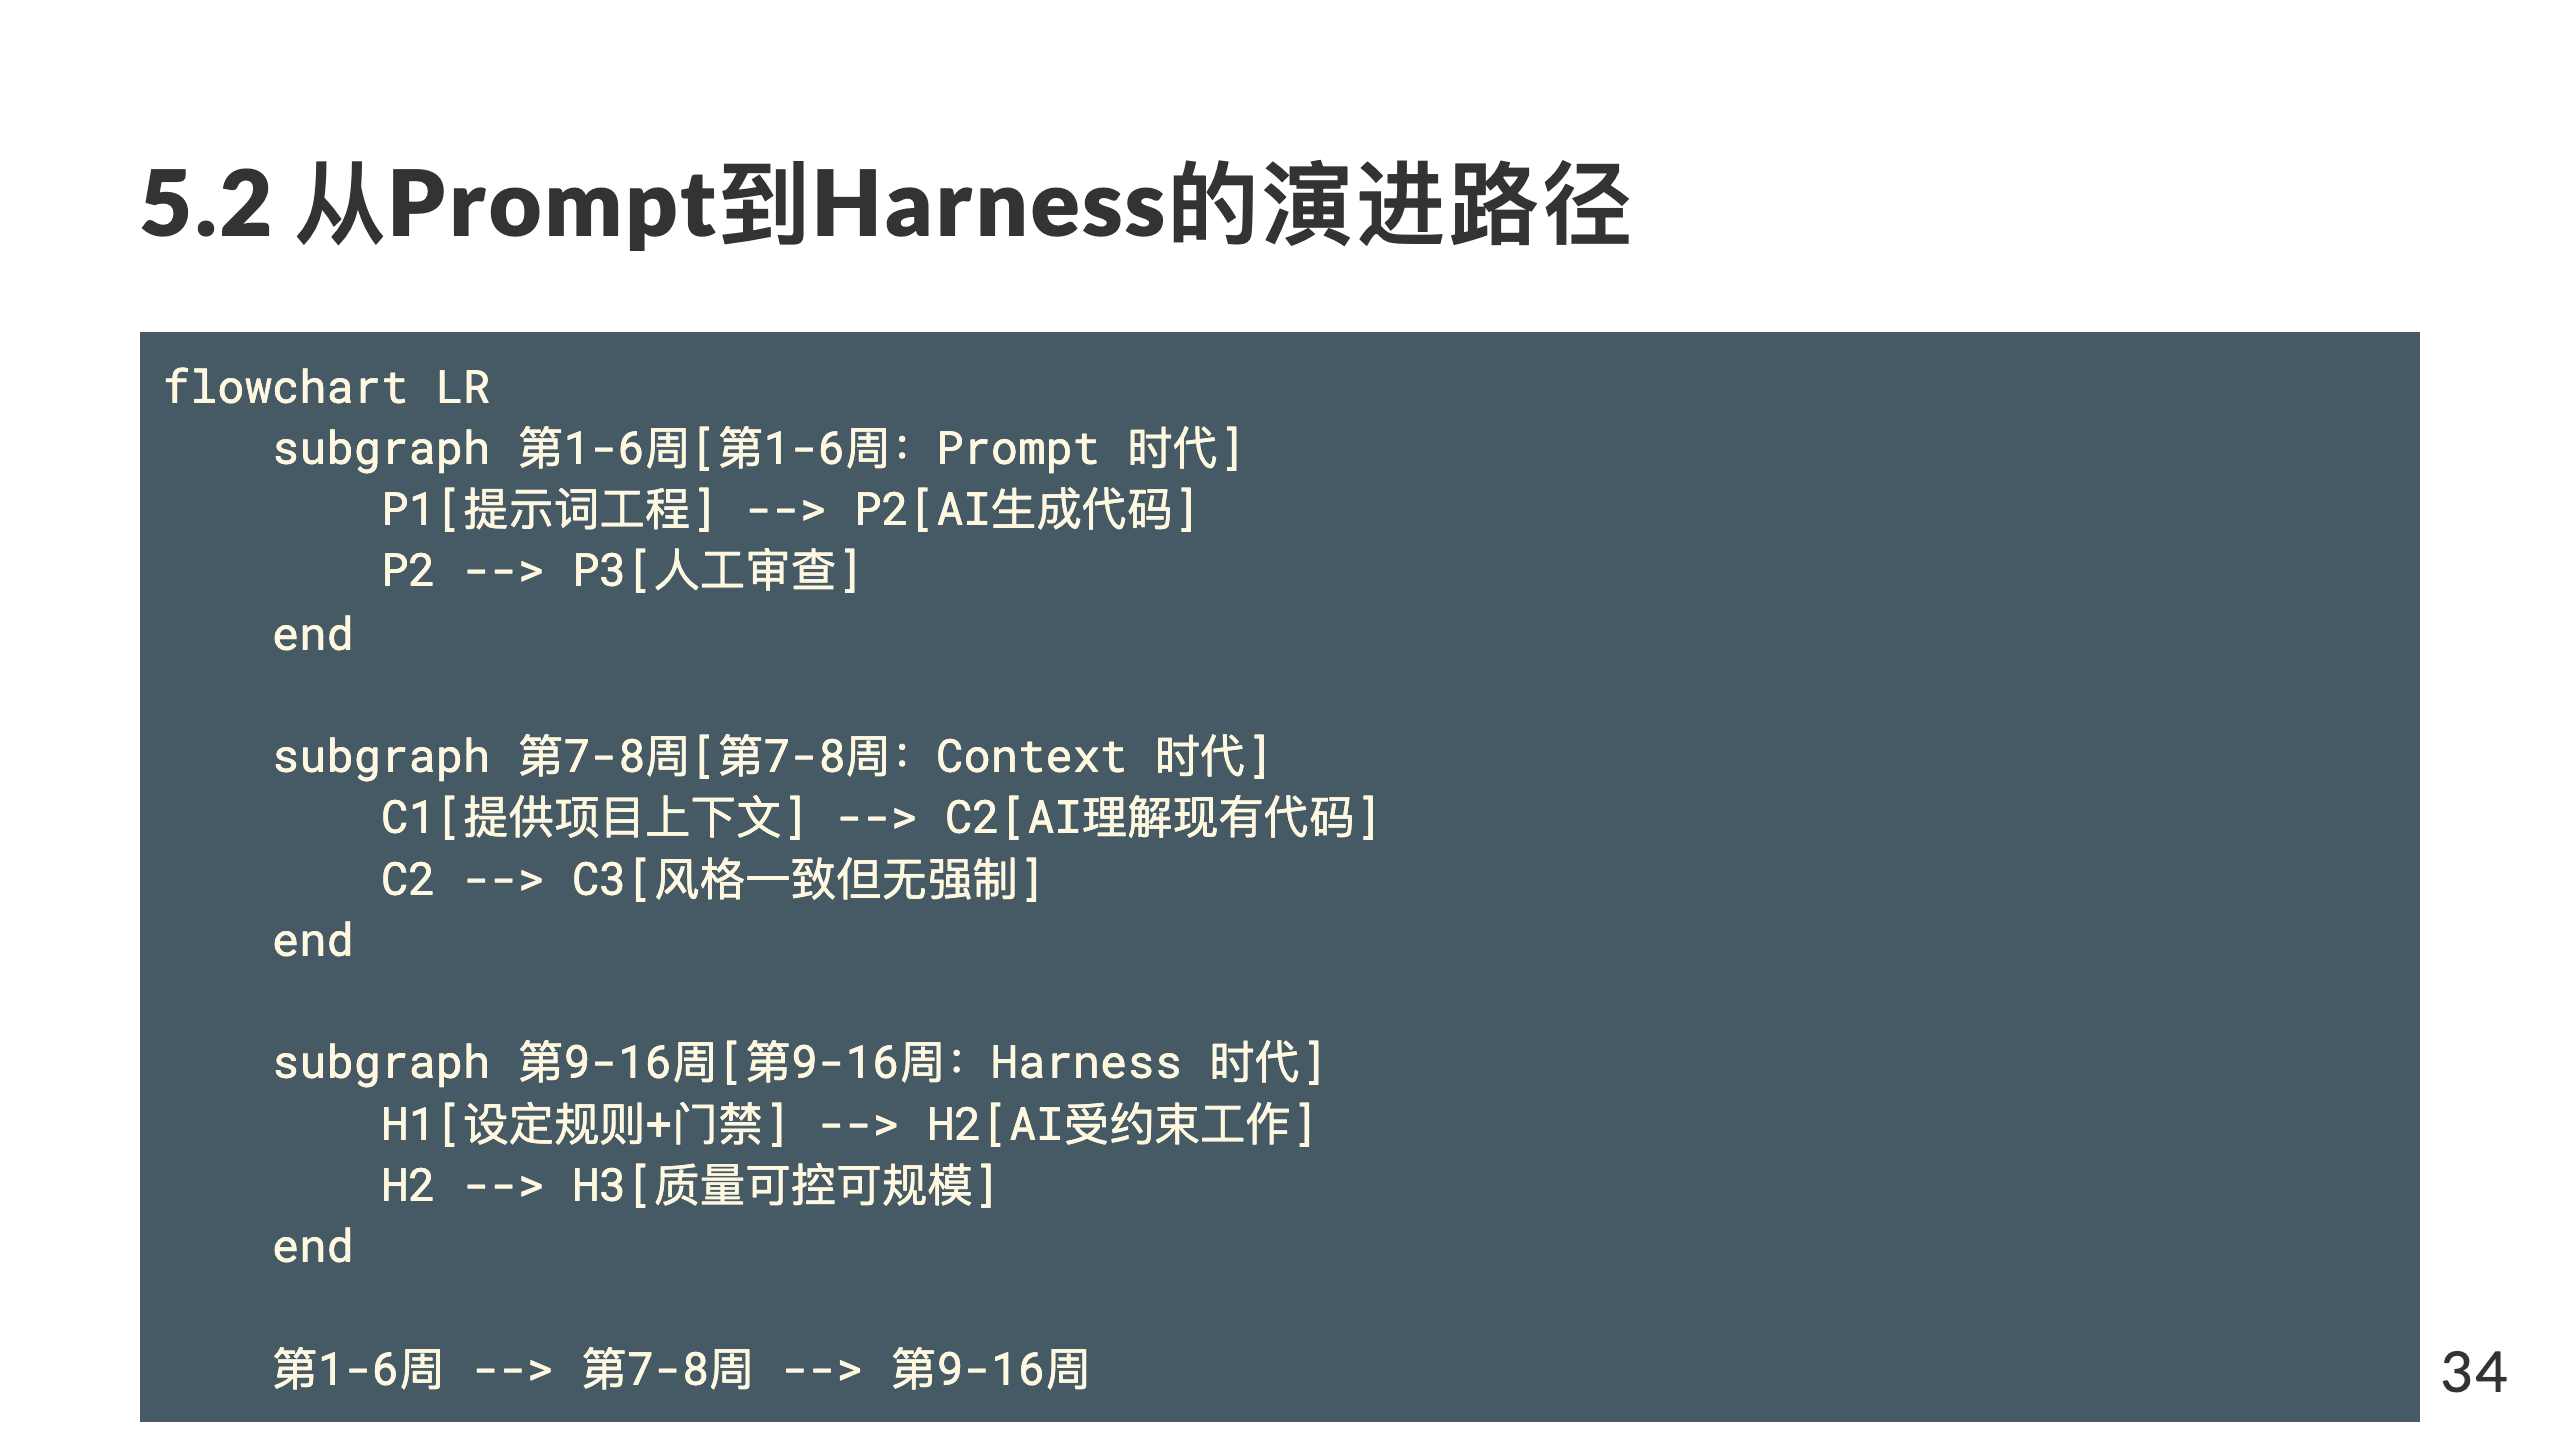 5.2 从Prompt到Harness的演进路径
flowchart LR
    subgraph 第1-6周[第1-6周：Prompt 时代]
        P1[提示词工程] --> P2[AI生成代码]
        P2 --> P3[人工审查]
    end

    subgraph 第7-8周[第7-8周：Context 时代]
        C1[提供项目上下文] --> C2[AI理解现有代码]
        C2 --> C3[风格一致但无强制]
    end

    subgraph 第9-16周[第9-16周：Harness 时代]
        H1[设定规则+门禁] --> H2[AI受约束工作]
        H2 --> H3[质量可控可规模]
    end

    第1-6周 --> 第7-8周 --> 第9-16周
34